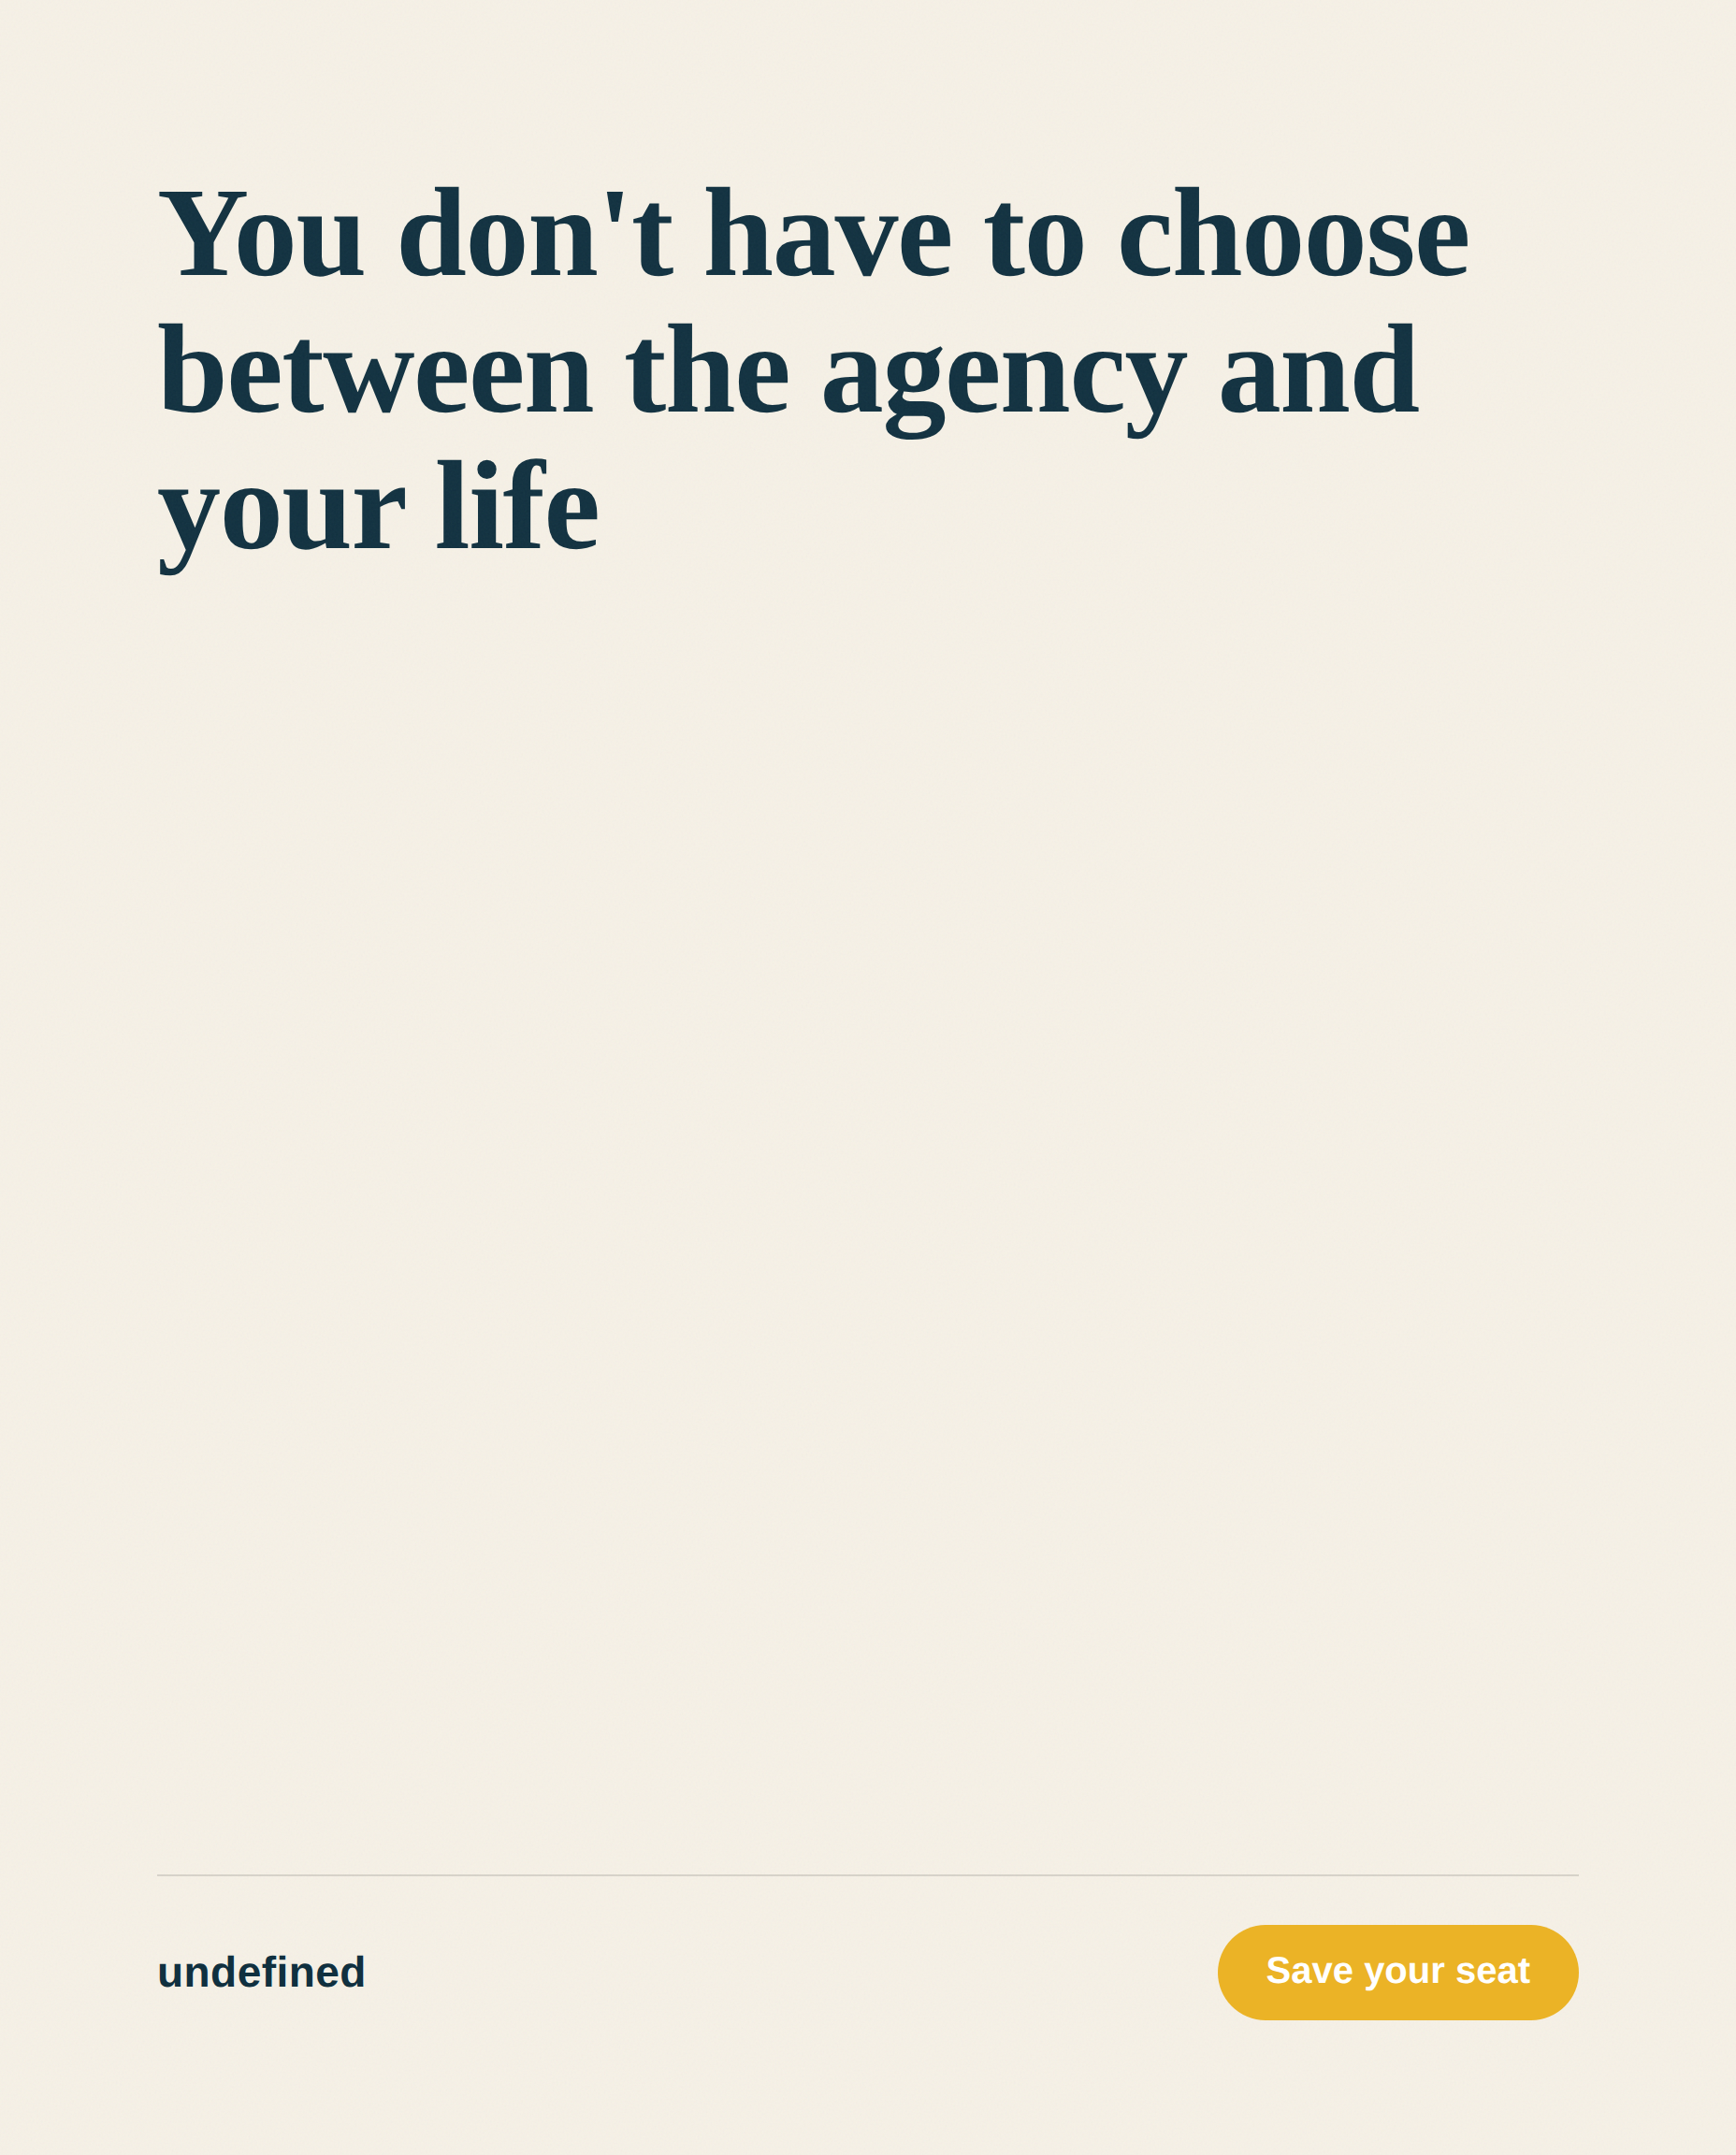 You don't have to choose
between the agency and
your life
undefined
Save your seat